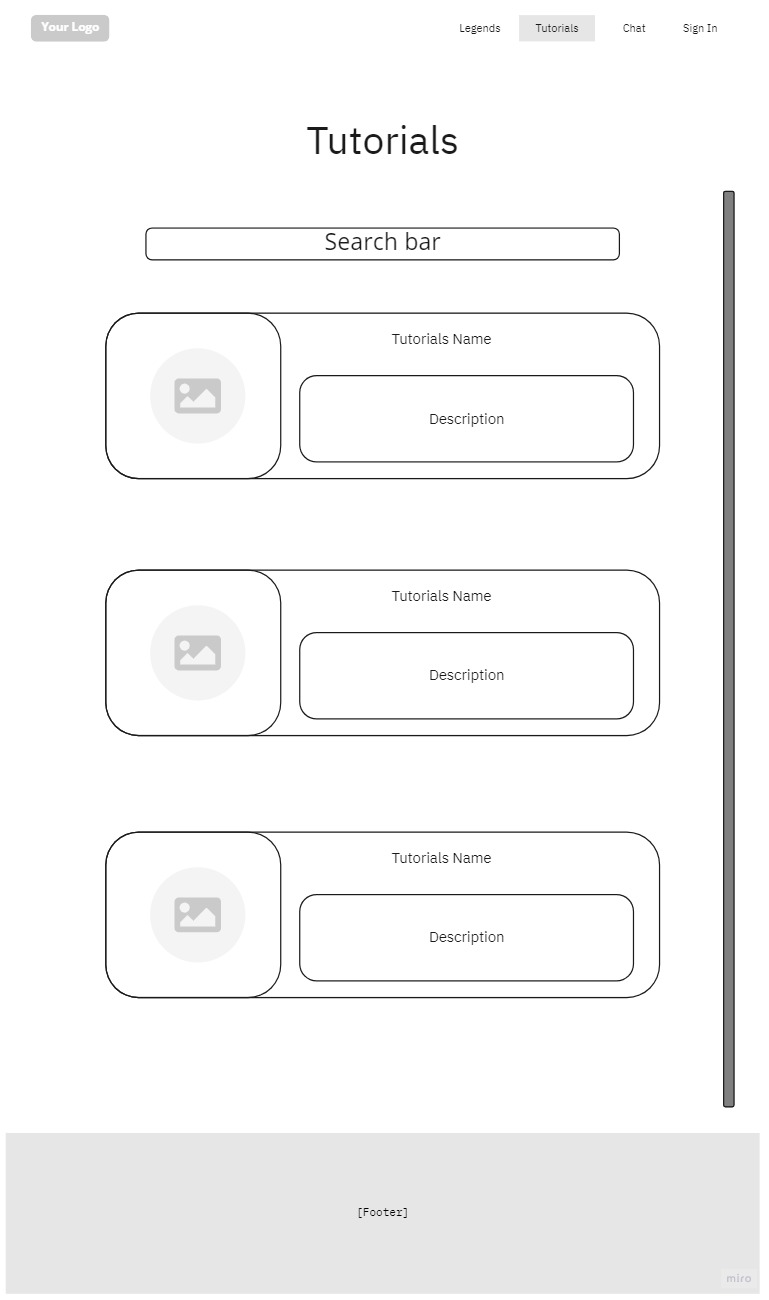 Your Logo
Legends
Tutorials
Chat
Sign In
Tutorials
Search bar
Tutorials Name
Description
Tutorials Name
Description
Tutorials Name
Description
[Footer]
miro